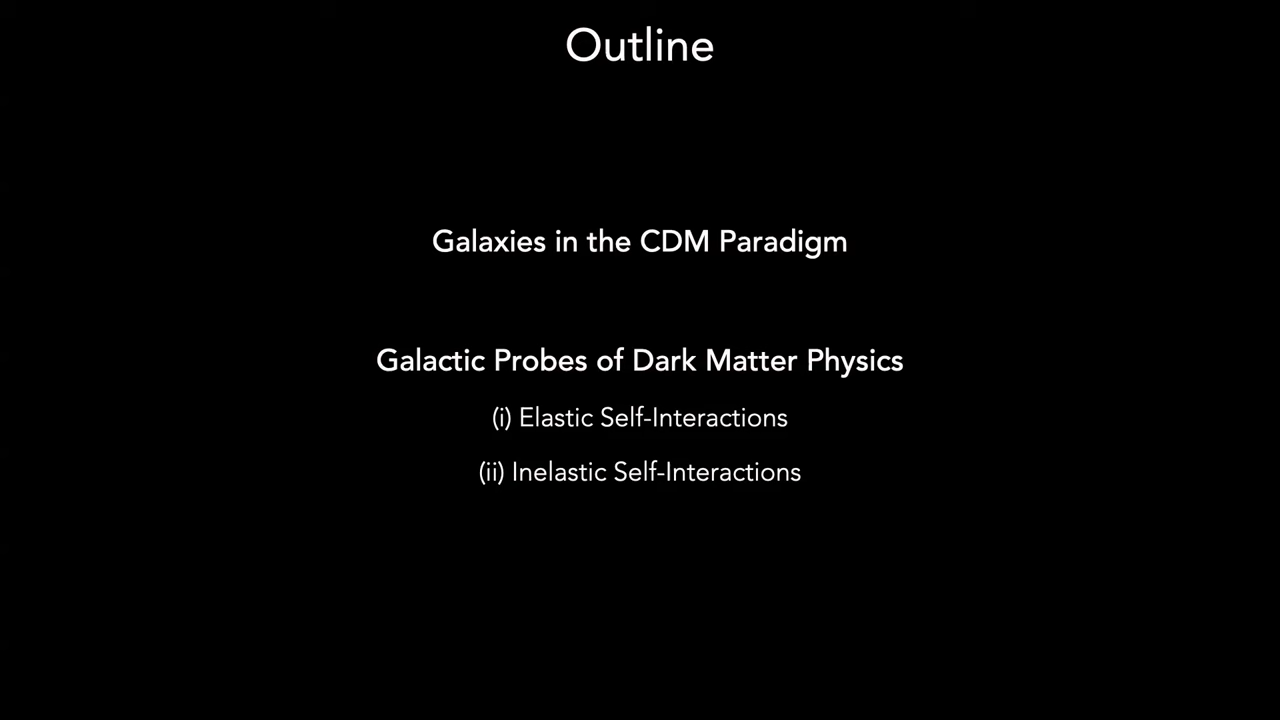 Outline
Galaxies in the CDM Paradigm
Galactic Probes of Dark Matter Physics
(i) Elastic Self-Interactions
(ii) Inelastic Self-Interactions